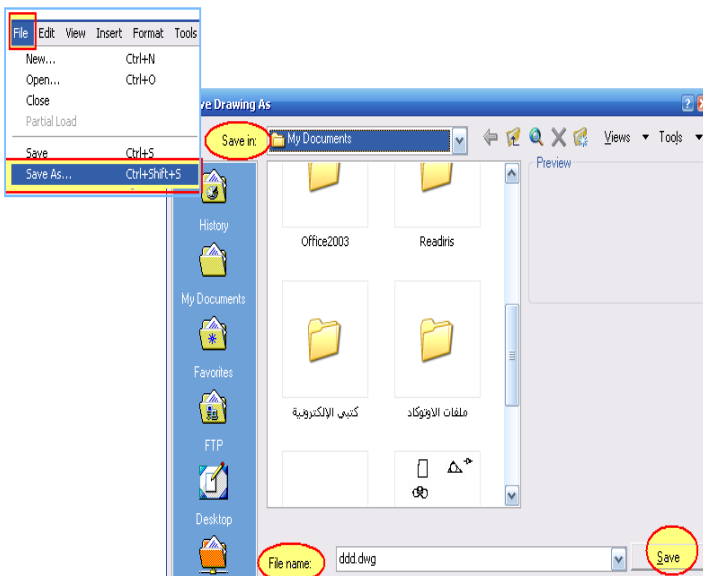 File Edit View Insert Format Tools
New... Ctrl+N
Open... Ctrl+O
Close
Partial Load
Save Ctrl+S
Save As... Ctrl+Shift+S
ve Drawing As
Save in: My Documents Views Tools
Preview
History
Office2003 Readiris
My Documents
Favorites
كتبي الإلكترونية ملفات الاوتوكاد
FTP
Desktop
File name: ddd.dwg Save